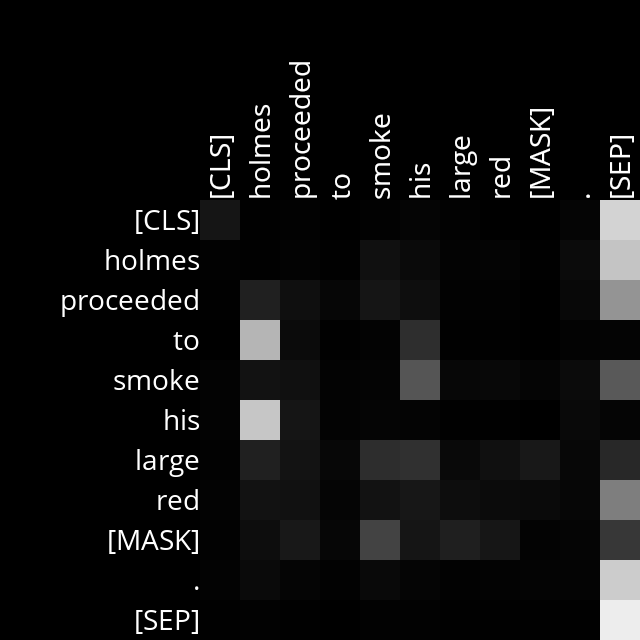 [CLS] holmes proceeded to smoke his large red [MASK] . [SEP]
[CLS]
holmes
proceeded
to
smoke
his
large
red
[MASK]
.
[SEP]